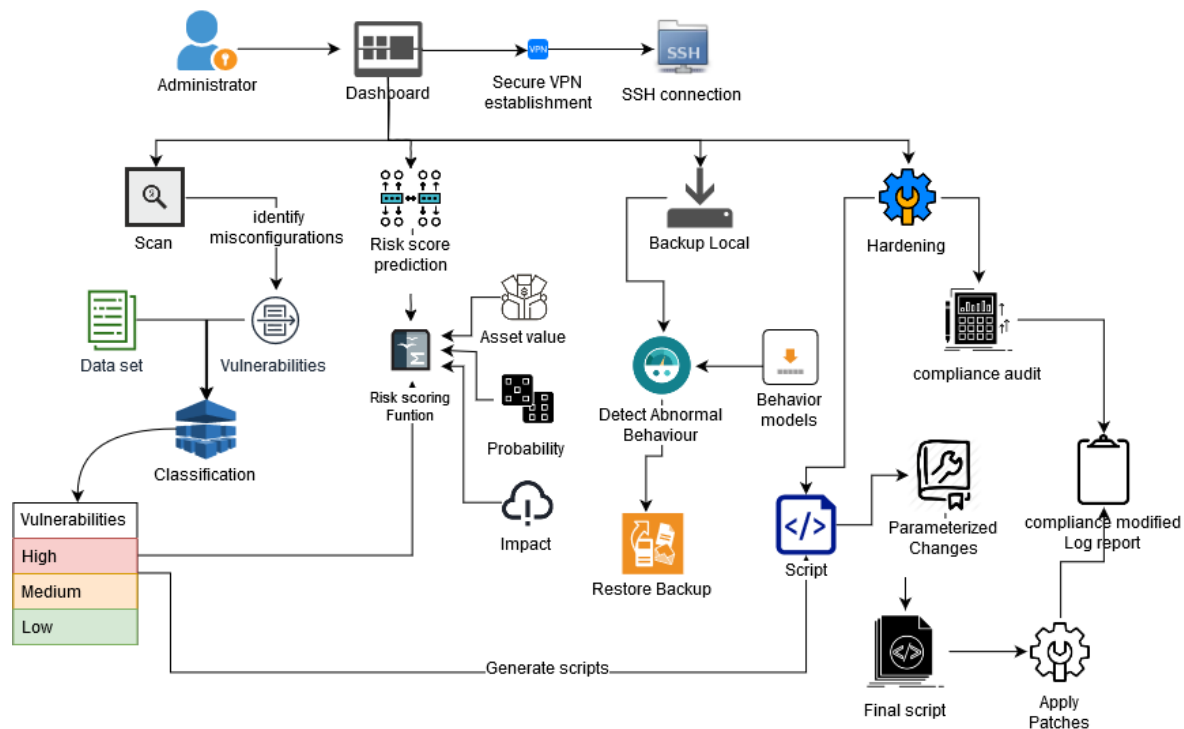 Administrator
Dashboard
VPN
Secure VPN
establishment
SSH
SSH connection
Scan
identify
misconfigurations
Risk score
prediction
Backup Local
Hardening
Data set
Vulnerabilities
Asset value
Σ
Risk scoring
Funtion
Probability
Impact
Detect Abnormal
Behaviour
Behavior
models
compliance audit
Classification
Vulnerabilities
High
Medium
Low
Restore Backup
</>
Script
Parameterized
Changes
compliance modified
Log report
Generate scripts
</>
Final script
Apply
Patches